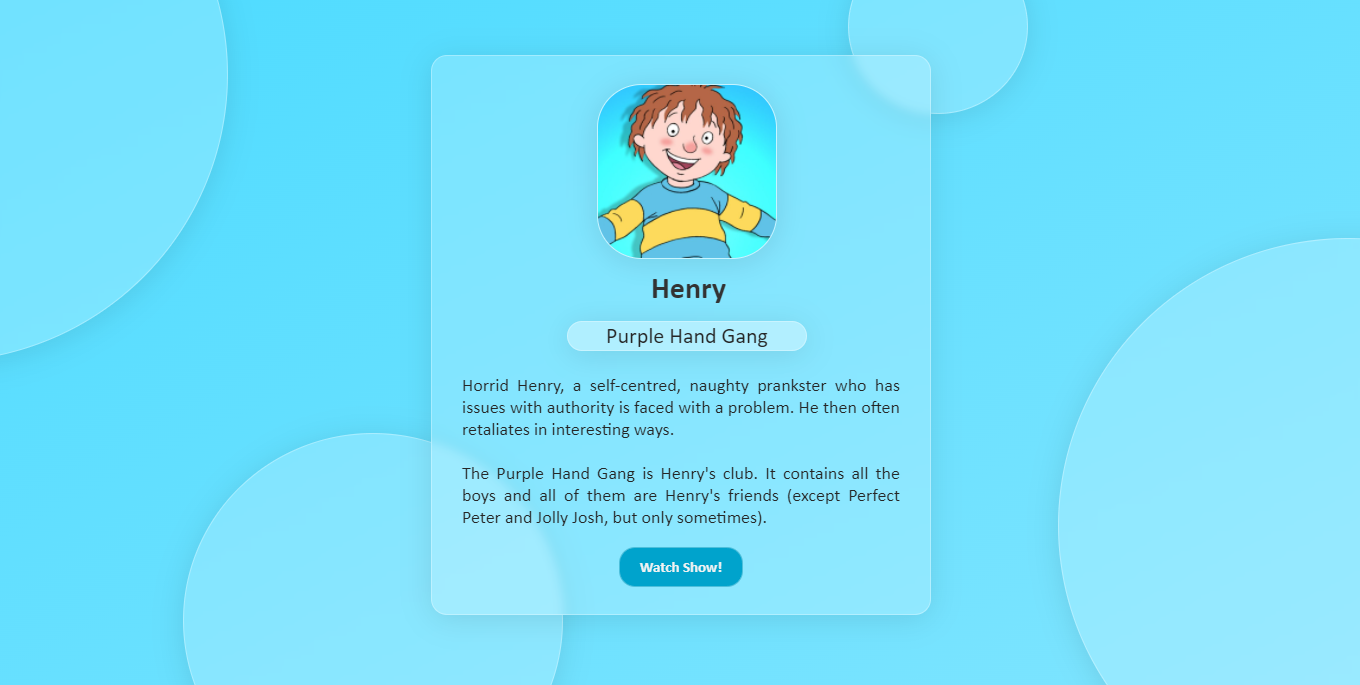 Henry
Purple Hand Gang
Horrid Henry, a self-centred, naughty prankster who has
issues with authority is faced with a problem. He then often
retaliates in interesting ways.
The Purple Hand Gang is Henry's club. It contains all the
boys and all of them are Henry's friends (except Perfect
Peter and Jolly Josh, but only sometimes).
Watch Show!